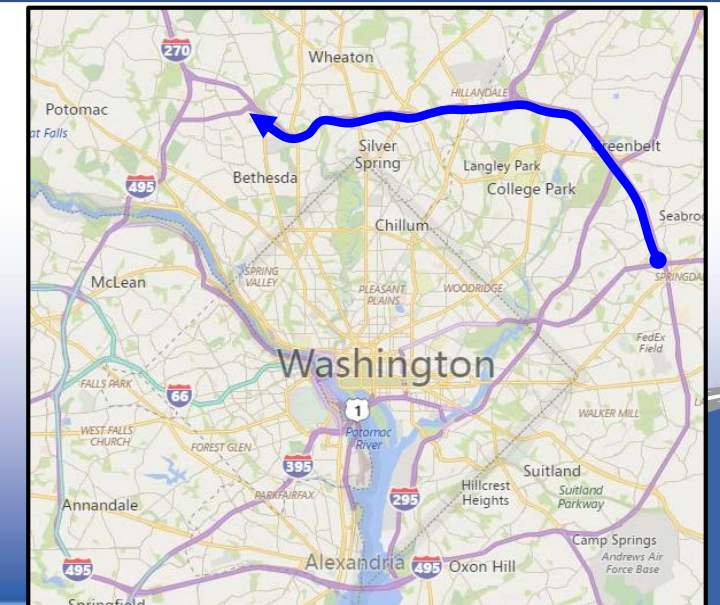 270
Wheaton
HILLANDALE
Potomac
at Falls
Silver
Spring
Greenbelt
Langley Park
Bethesda
495
College Park
Seabroo
Chillum
SPRING
VALLEY
McLean
PLEASANT
PLAINS
WOODRIDGE
SPRINGDA
FedEx
Field
Washington
FALLS PARK
66
1
WALKER MILL
WEST FALLS
CHURCH
FOREST GLEN
Potomac
River
395
PARKFAIRFAX
295
Hillcrest
Heights
Suitland
Suitland
Parkway
Annandale
Camp Springs
Andrews Air
Force Base
Alexandria
495
Oxon Hill
495
Springfield